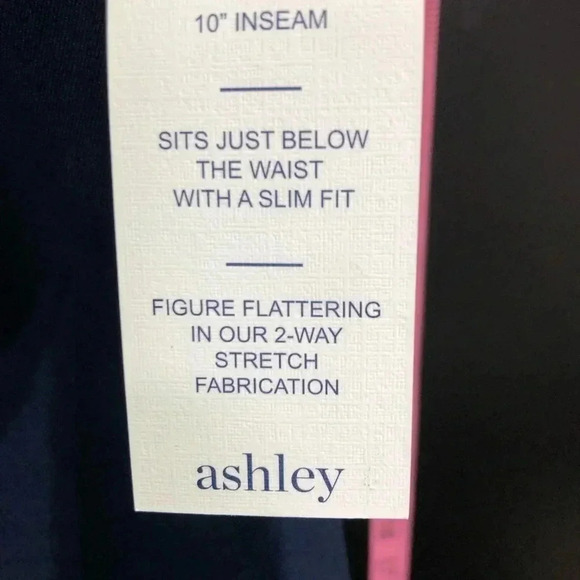 10" INSEAM
SITS JUST BELOW
THE WAIST
WITH A SLIM FIT
FIGURE FLATTERING
IN OUR 2-WAY
STRETCH
FABRICATION
ashley